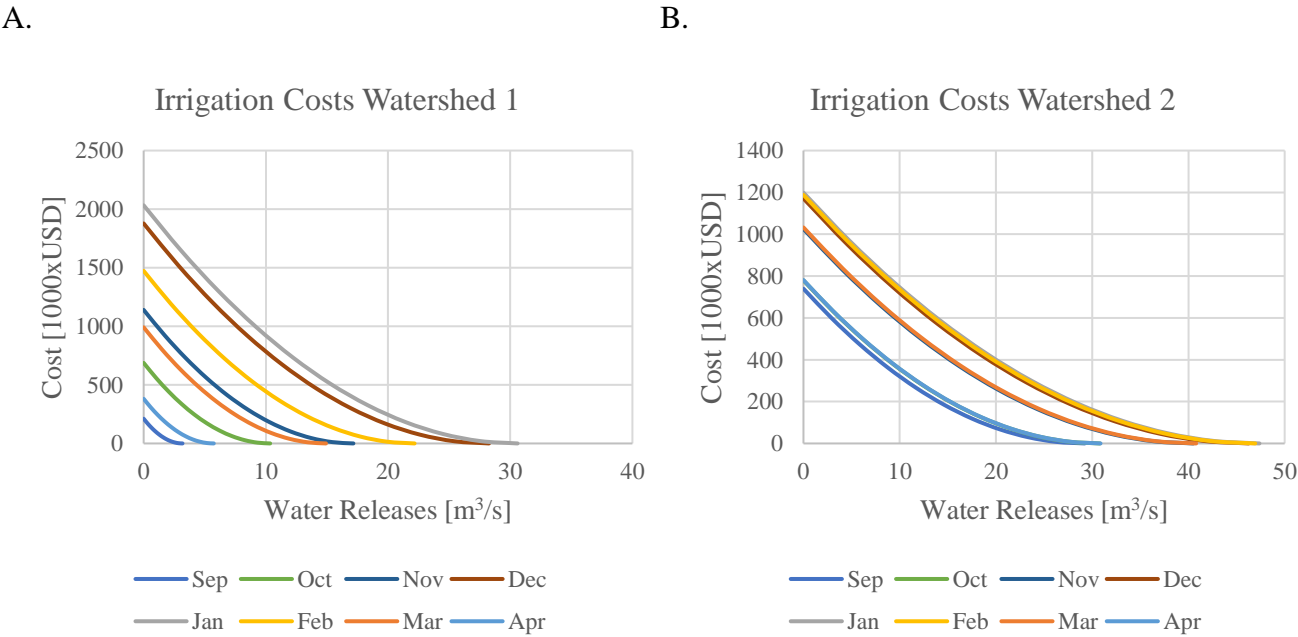 A.
B.
Irrigation Costs Watershed 1
2500
2000
1500
1000
500
0
Cost [1000xUSD]
0 10 20 30 40
Water Releases [m³/s]
Sep Oct Nov Dec
Jan Feb Mar Apr
Irrigation Costs Watershed 2
1400
1200
1000
800
600
400
200
0
Cost [1000xUSD]
0 10 20 30 40 50
Water Releases [m³/s]
Sep Oct Nov Dec
Jan Feb Mar Apr